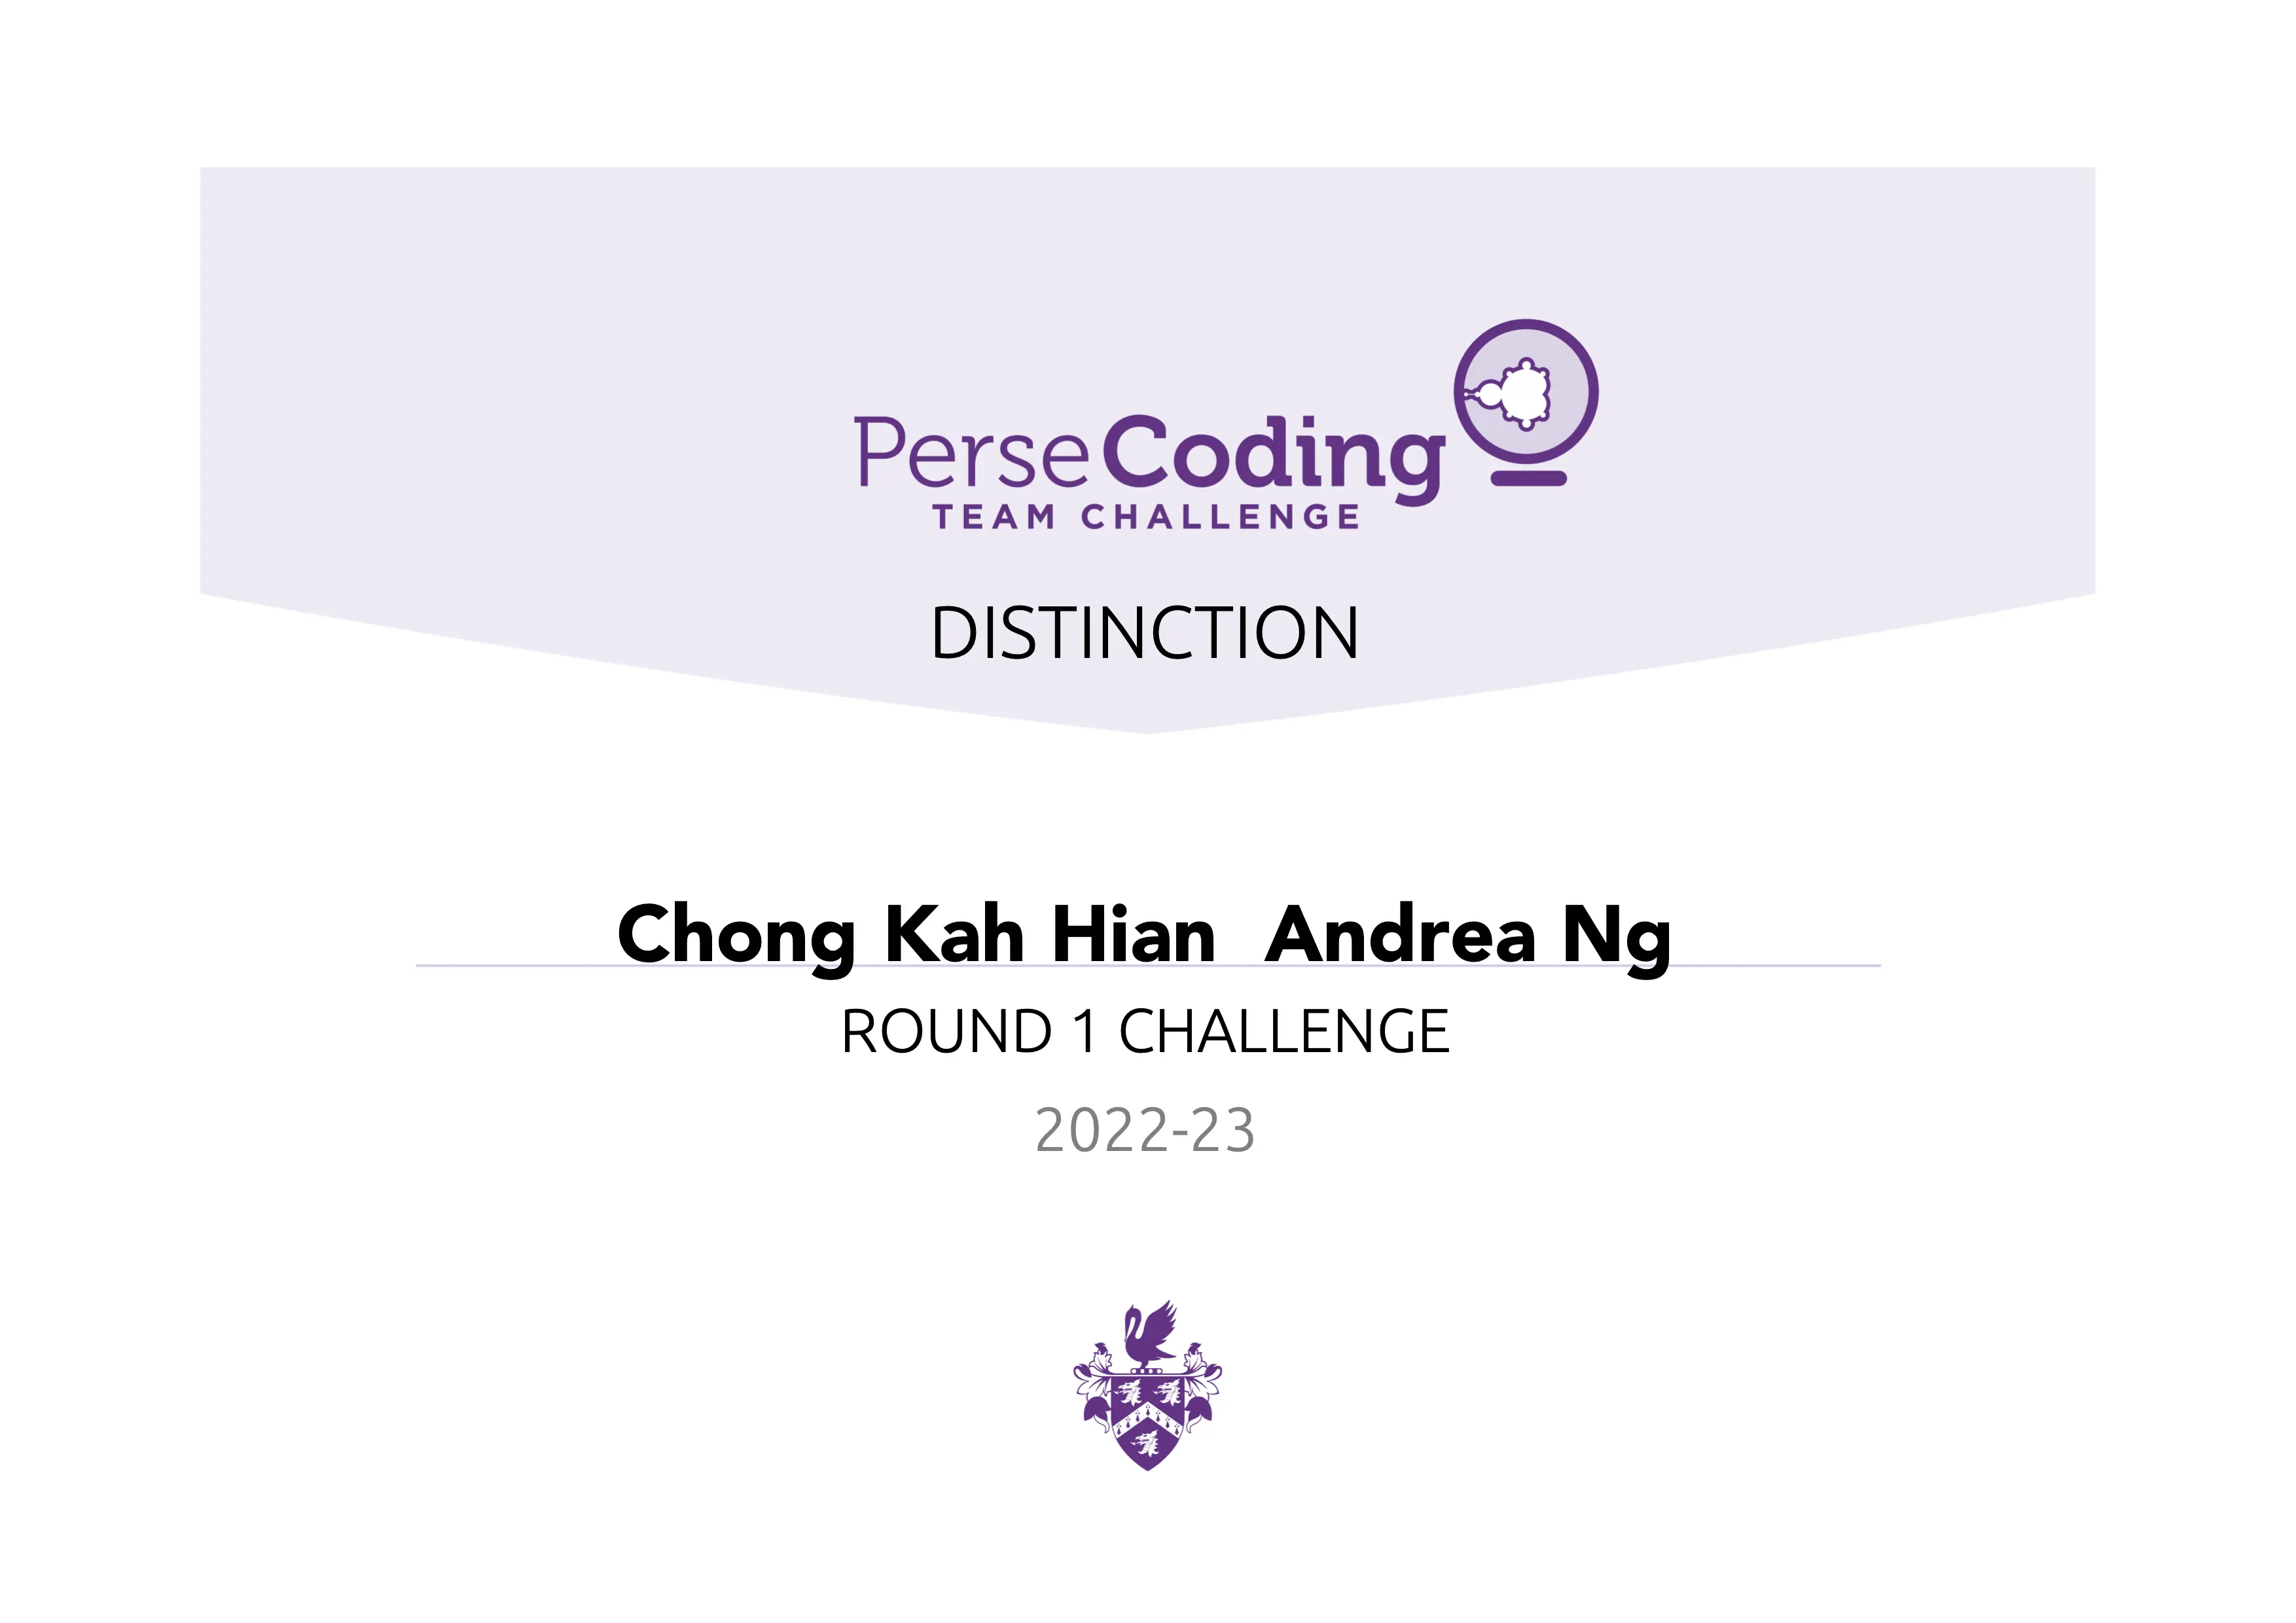 PerseCoding
TEAM CHALLENGE
DISTINCTION
Chong Kah Hian  Andrea Ng
ROUND 1 CHALLENGE
2022-23